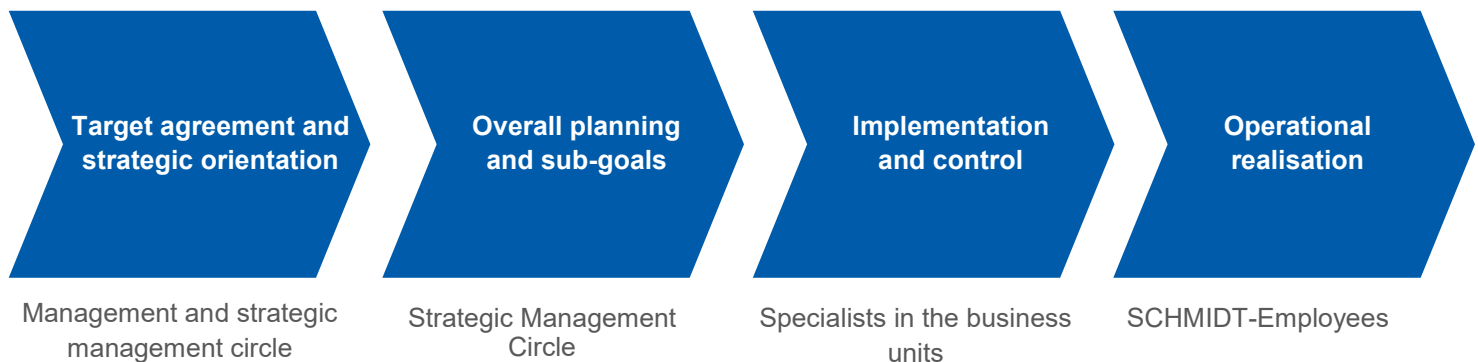 Target agreement and
strategic orientation
Overall planning
and sub-goals
Implementation
and control
Operational
realisation
Management and strategic
management circle
Strategic Management
Circle
Specialists in the business
units
SCHMIDT-Employees